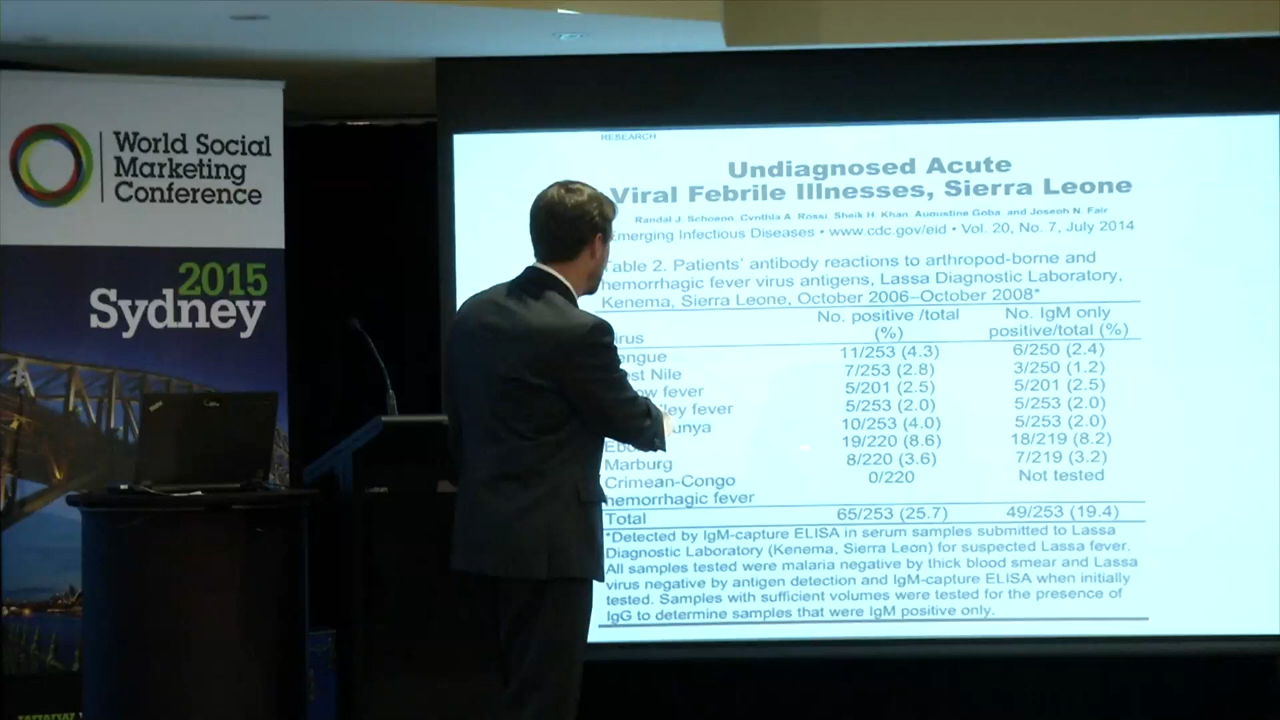 World Social
Marketing
Conference
2015
Sydney
RESEARCH
Undiagnosed Acute
Viral Febrile Illnesses, Sierra Leone
Randal J. Schoepp, Cynthia A. Rossi, Sheik H. Khan, Augustine Goba, and Joseph N. Fair
Emerging Infectious Diseases • www.cdc.gov/eid • Vol. 20, No. 7, July 2014
Table 2. Patients' antibody reactions to arthropod-borne and
hemorrhagic fever virus antigens, Lassa Diagnostic Laboratory,
Kenema, Sierra Leone, October 2006–October 2008*
No. positive /total No. IgM only
irus (%) positive/total (%)
engue 11/253 (4.3) 6/250 (2.4)
est Nile 7/253 (2.8) 3/250 (1.2)
ow fever 5/201 (2.5) 5/201 (2.5)
ley fever 5/253 (2.0) 5/253 (2.0)
unya 10/253 (4.0) 5/253 (2.0)
Ebo 19/220 (8.6) 18/219 (8.2)
Marburg 8/220 (3.6) 7/219 (3.2)
Crimean-Congo 0/220 Not tested
hemorrhagic fever
Total 65/253 (25.7) 49/253 (19.4)
*Detected by IgM-capture ELISA in serum samples submitted to Lassa
Diagnostic Laboratory (Kenema, Sierra Leon) for suspected Lassa fever.
All samples tested were malaria negative by thick blood smear and Lassa
virus negative by antigen detection and IgM-capture ELISA when initially
tested. Samples with sufficient volumes were tested for the presence of
IgG to determine samples that were IgM positive only.